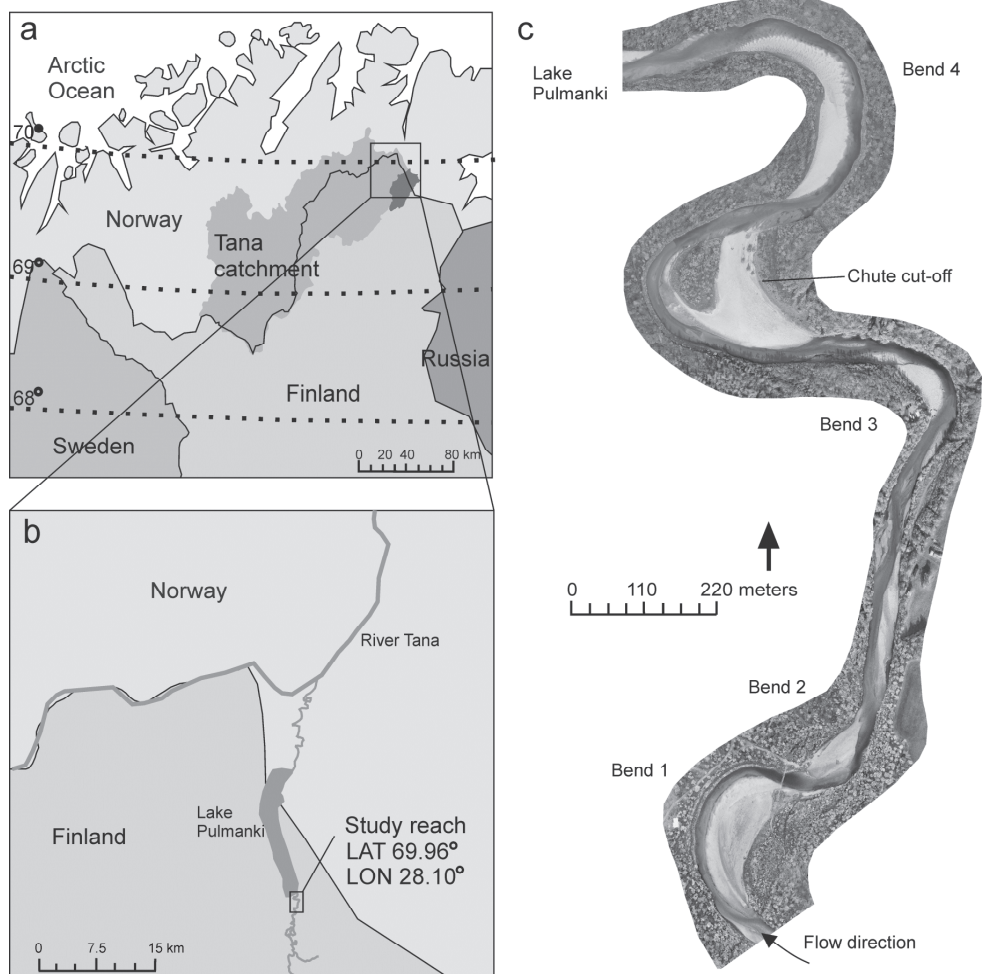 a
Arctic
Ocean
70
Norway
Tana
catchment
69
Russia
68
Finland
Sweden
0 20 40 80 km
b
Norway
River Tana
Lake
Pulmanki
Finland
Study reach
LAT 69.96°
LON 28.10°
0 7.5 15 km
c
Lake
Pulmanki
Bend 4
Chute cut-off
Bend 3
0 110 220 meters
Bend 2
Bend 1
Flow direction